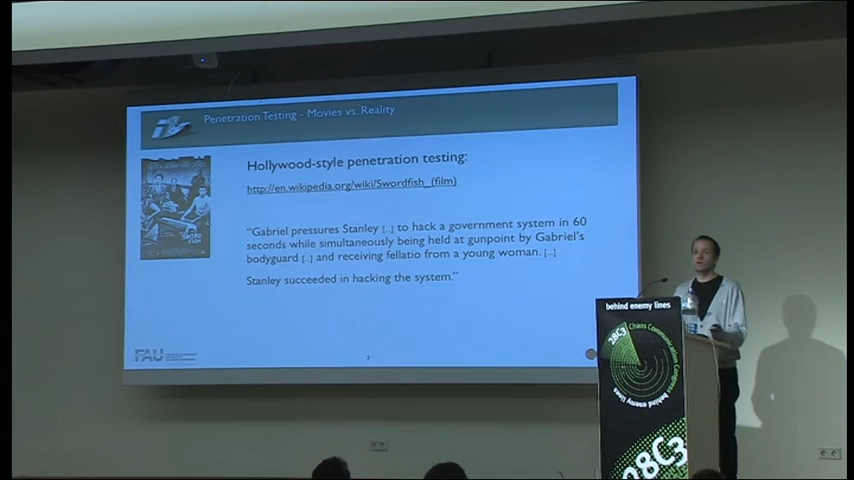 Penetration Testing - Movies vs. Reality
Hollywood-style penetration testing:
http://en.wikipedia.org/wiki/Swordfish_(film)
“Gabriel pressures Stanley [...] to hack a government system in 60
seconds while simultaneously being held at gunpoint by Gabriel's
bodyguard [...] and receiving fellatio from a young woman. [...]
Stanley succeeded in hacking the system.”
FAU
3
behind enemy lines
28C3
Chaos Communication Congress
behind enemy lines
28C3